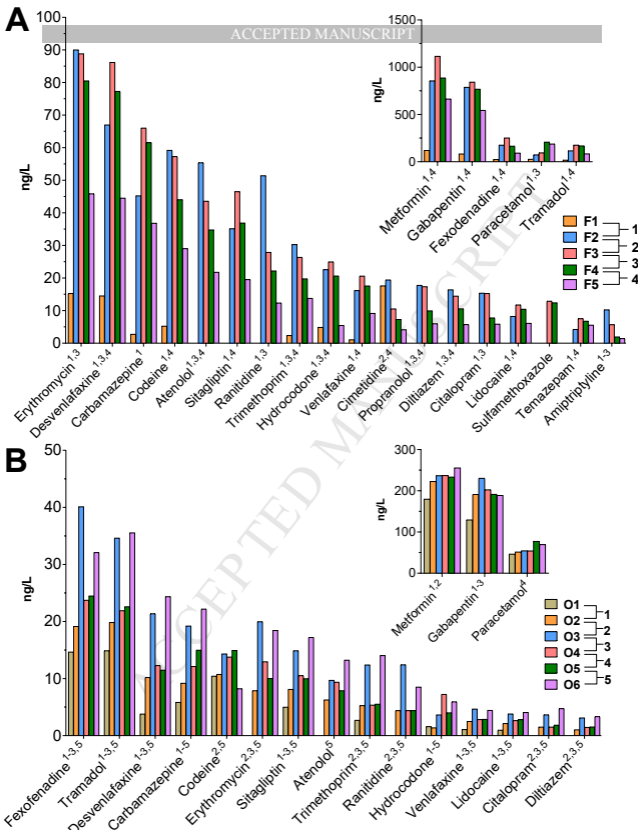 A
ACCEPTED MANUSCRIPT
ng/L
100
90
80
70
60
50
40
30
20
10
0
Erythromycin 1,3
Desvenlafaxine 1,3,4
Carbamazepine 1
Codeine 1,4
Atenolol 1,3,4
Sitagliptin 1,4
Ranitidine 1,3
Trimethoprim 1,3,4
Hydrocodone 1,3,4
Venlafaxine 1,4
Cimetidine 2,4
Propranolol 1,3,4
Diltiazem 1,3,4
Citalopram 1,3
Lidocaine 1,4
Sulfamethoxazole
Temazepam 1,4
Amiptriptyline 1-3
ng/L
1500
1000
500
0
Metformin 1,4
Gabapentin 1,4
Fexodenadine 1,4
Paracetamol 1-3
Tramadol 1,4
F1
F2
F3
F4
F5
1
2
3
4
ACCEPTED MANUSCRIPT
B
ng/L
50
40
30
20
10
0
Fexofenadine 1-3, 5
Tramadol 1-3,5
Desvenlafaxine 1-3,5
Carbamazepine 1-5
Codeine 2,5
Erythromycin 2,3,5
Sitagliptin 1-3,5
Atenolol 5
Trimethoprim 2,3,5
Ranitidine 2,3,5
Hydrocodone 1-5
Venlafaxine 1-3,5
Lidocaine 1-3,5
Citalopram 2,3,5
Diltiazem 2,3,5
ng/L
300
200
100
0
Metformin 1,2
Gabapentin 1-3
Paracetamol 4
O1
O2
O3
O4
O5
O6
1
2
3
4
5